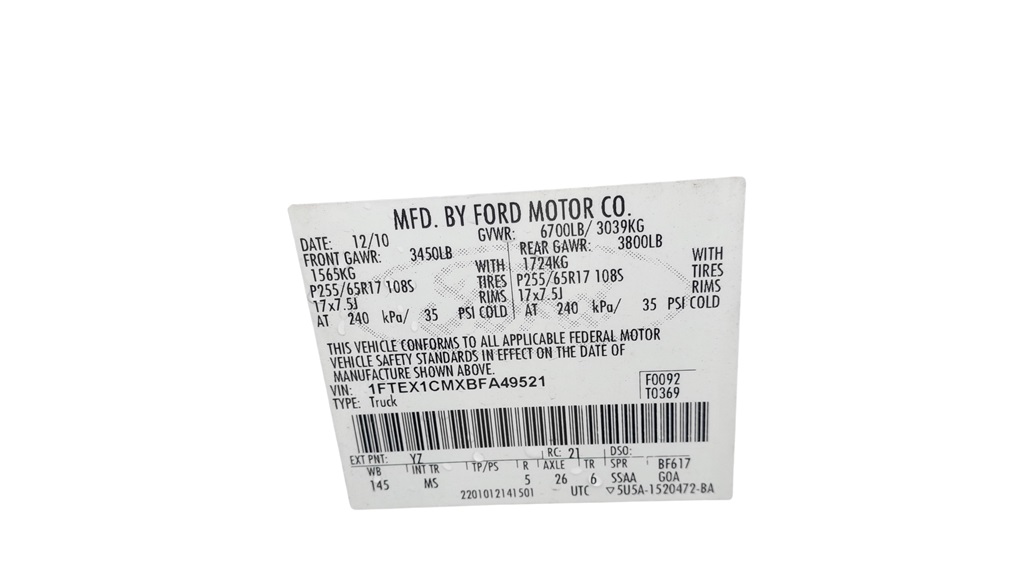 MFD. BY FORD MOTOR CO.
DATE: 12/10 GVWR: 6700LB/ 3039KG
FRONT GAWR: 3450LB REAR GAWR: 3800LB
1565KG WITH 1724KG WITH
P255/65R17 108S TIRES P255/65R17 108S TIRES
17x7.5J RIMS 17x7.5J RIMS
AT 240 kPa/ 35 PSI COLD AT 240 kPa/ 35 PSI COLD
THIS VEHICLE CONFORMS TO ALL APPLICABLE FEDERAL MOTOR
VEHICLE SAFETY STANDARDS IN EFFECT ON THE DATE OF
MANUFACTURE SHOWN ABOVE.
VIN: 1FTEX1CMXBFA49521 F0092
TYPE: Truck T0369
EXT PNT: YZ RC: 21 DSO:
WB INT TR TP/PS R AXLE TR SPR BF617
145 MS 5 26 6 SSAA GOA
2201012141501 UTC ▽5U5A-1520472-BA